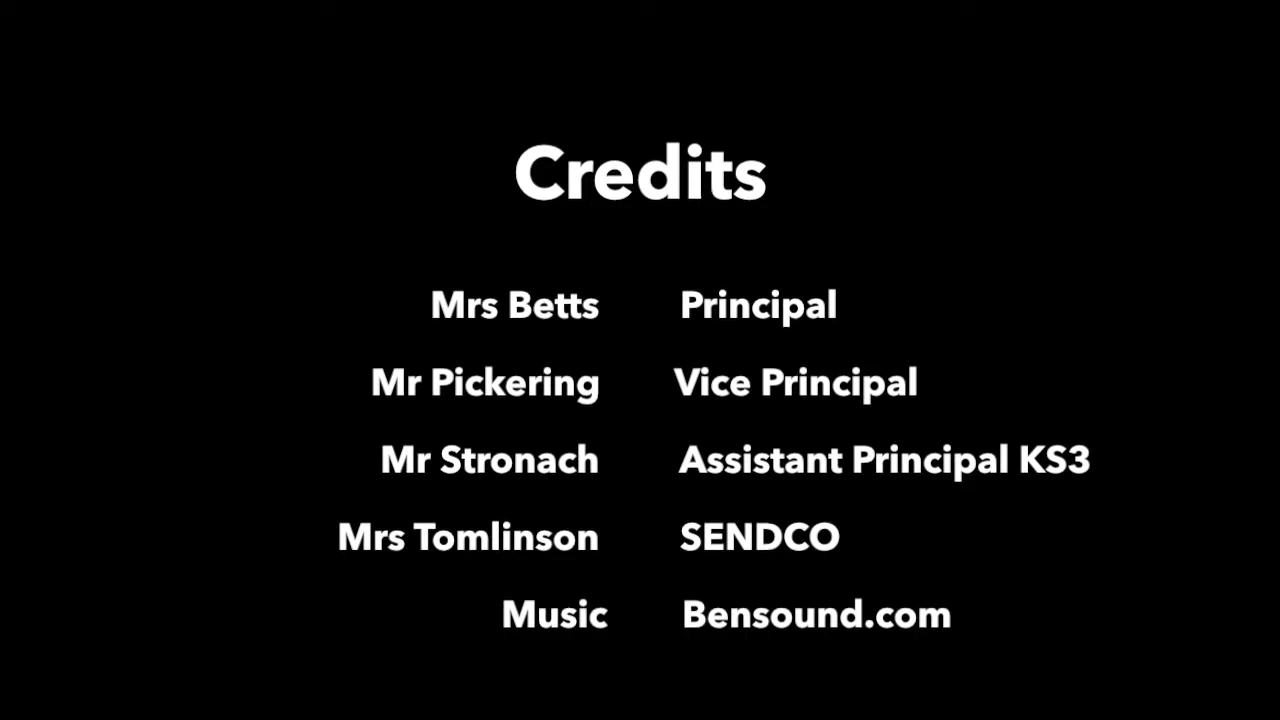 Credits
Mrs Betts Principal
Mr Pickering Vice Principal
Mr Stronach Assistant Principal KS3
Mrs Tomlinson SENDCO
Music Bensound.com